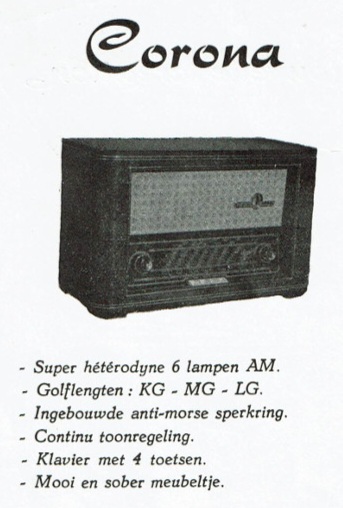 Corona
- Super hétérodyne 6 lampen AM.
- Golflengten : KG - MG - LG.
- Ingebouwde anti-morse sperkring.
- Continu toonregeling.
- Klavier met 4 toetsen.
- Mooi en sober meubeltje.